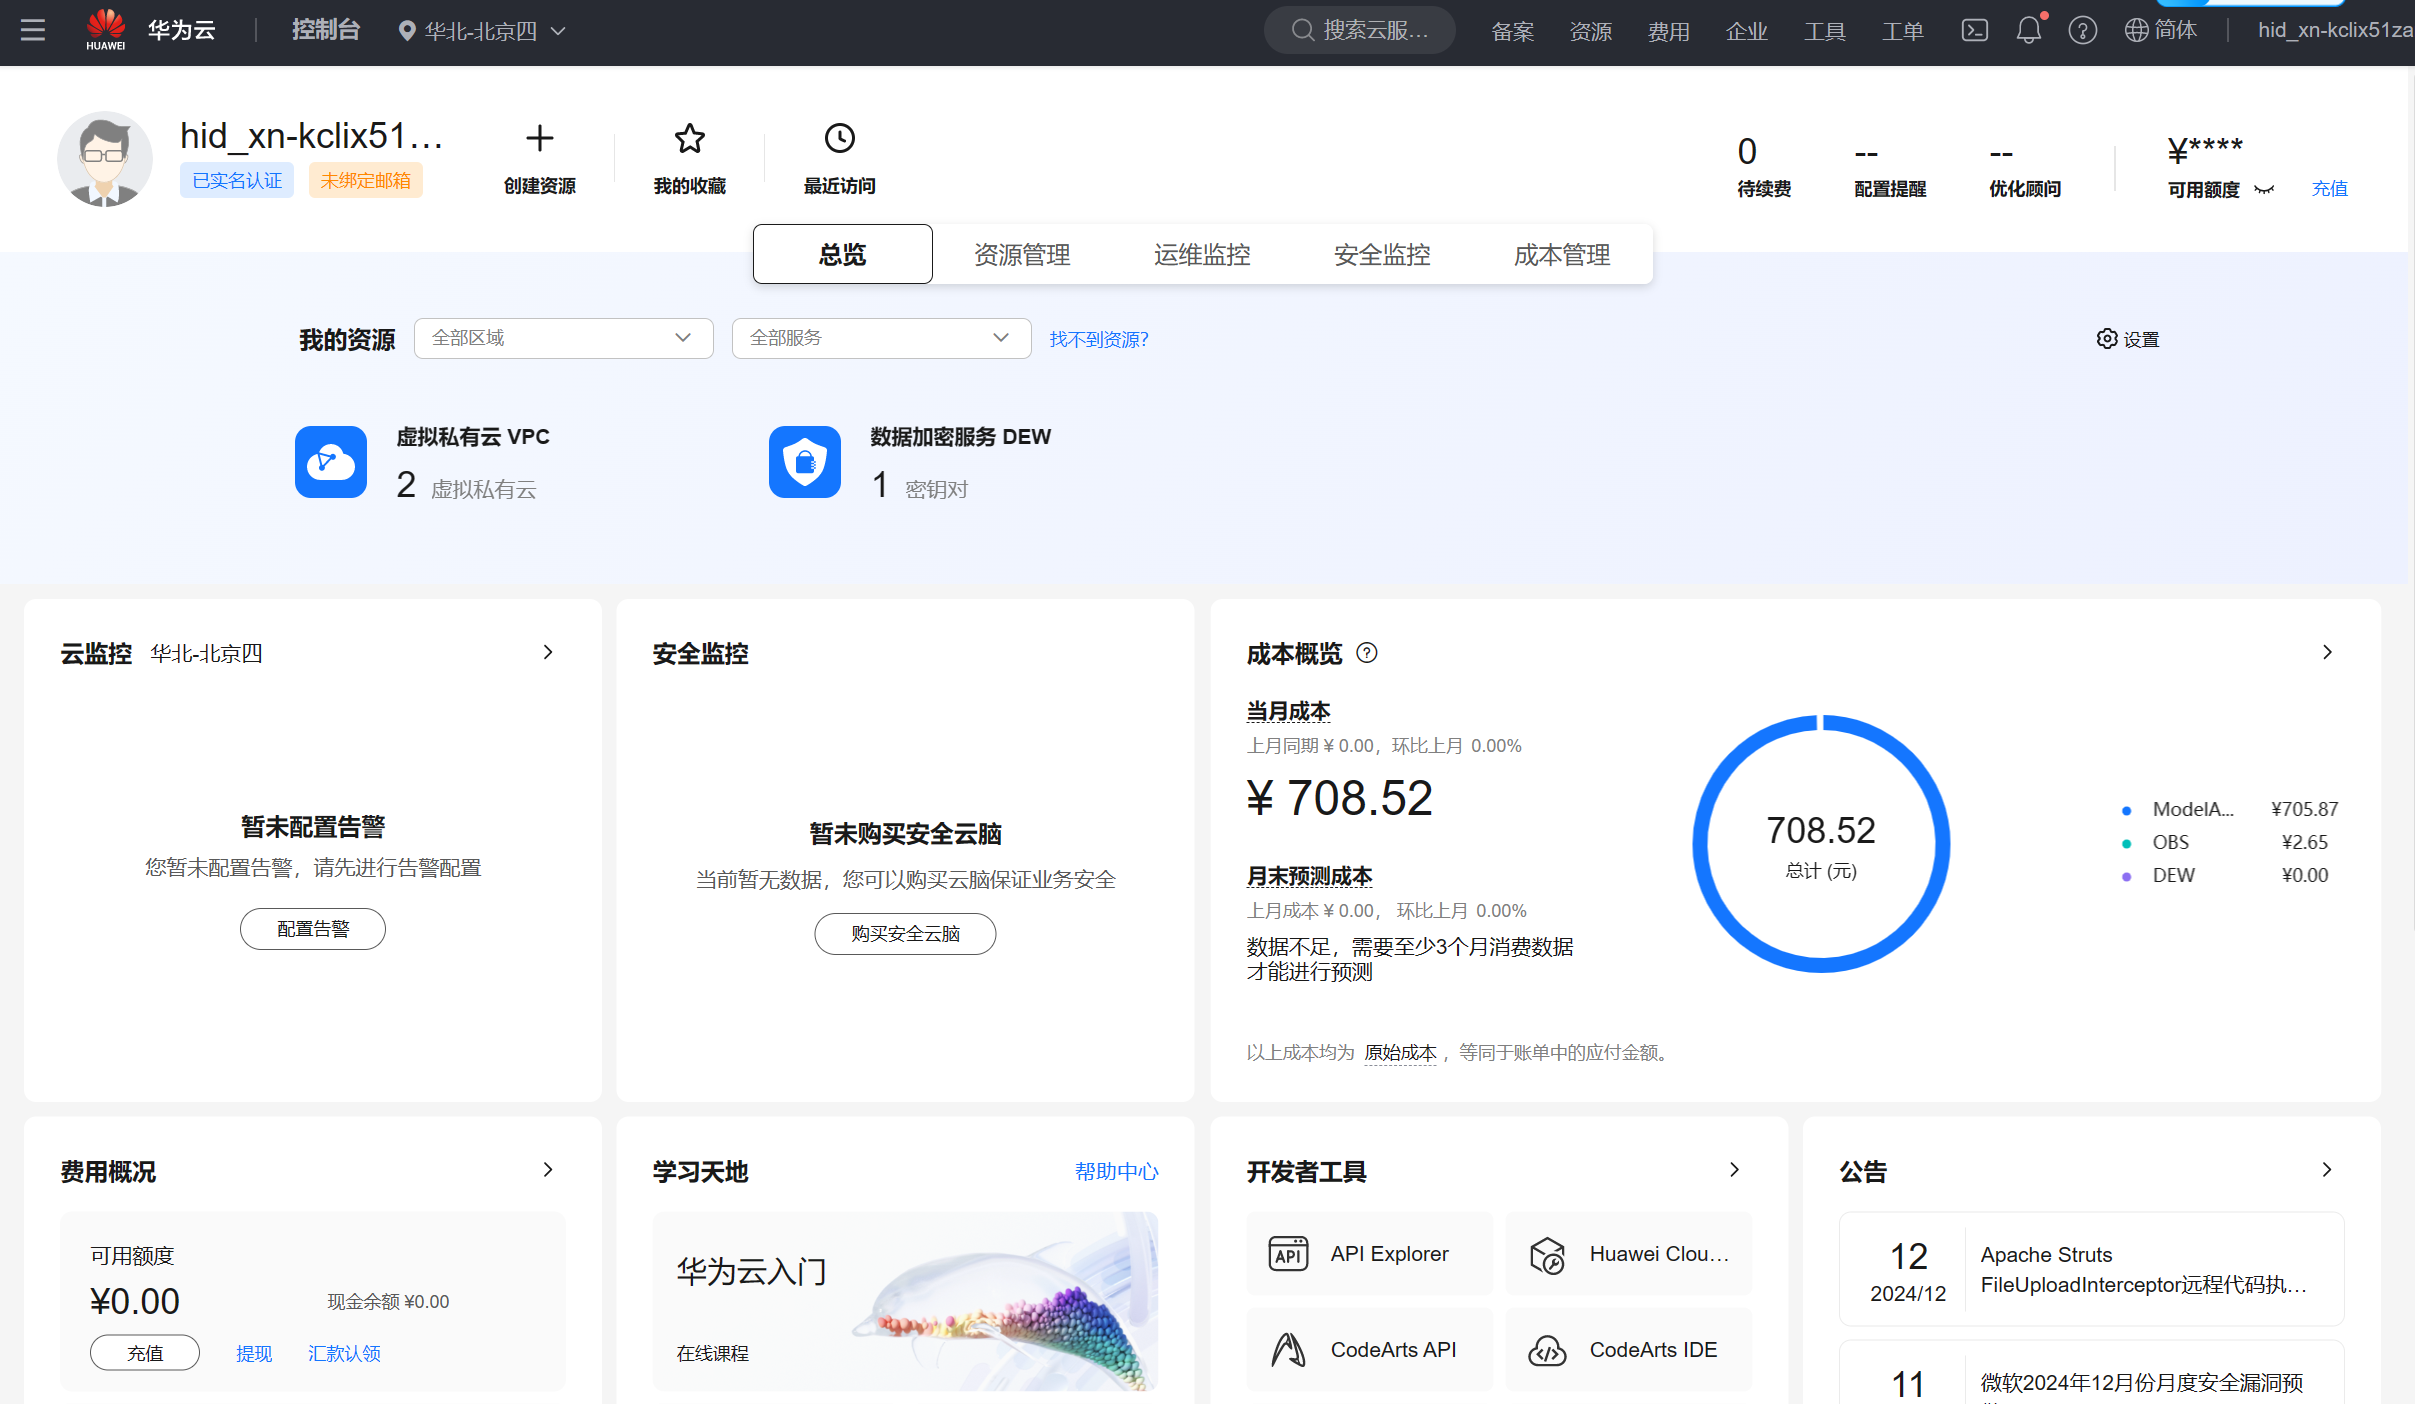 HUAWEI
华为云
控制台
华北-北京四
搜索云服...
备案
资源
费用
企业
工具
工单
简体
hid_xn-kclix51za
hid_xn-kclix51...
已实名认证
未绑定邮箱
创建资源
我的收藏
最近访问
0
待续费
--
配置提醒
--
优化顾问
¥****
可用额度
充值
总览
资源管理
运维监控
安全监控
成本管理
我的资源
全部区域
全部服务
找不到资源?
设置
虚拟私有云 VPC
2 虚拟私有云
数据加密服务 DEW
1 密钥对
云监控 华北-北京四
暂未配置告警
您暂未配置告警，请先进行告警配置
配置告警
安全监控
暂未购买安全云脑
当前暂无数据，您可以购买云脑保证业务安全
购买安全云脑
成本概览
当月成本
上月同期 ¥ 0.00，环比上月 0.00%
¥ 708.52
月末预测成本
上月成本 ¥ 0.00， 环比上月 0.00%
数据不足，需要至少3个月消费数据
才能进行预测
708.52
总计 (元)
ModelA... ¥705.87
OBS ¥2.65
DEW ¥0.00
以上成本均为 原始成本 ，等同于账单中的应付金额。
费用概况
可用额度
¥0.00
现金余额 ¥0.00
充值
提现
汇款认领
学习天地
帮助中心
华为云入门
在线课程
开发者工具
API
API Explorer
Huawei Clou...
CodeArts API
CodeArts IDE
公告
12
2024/12
Apache Struts
FileUploadInterceptor远程代码执...
11
微软2024年12月份月度安全漏洞预